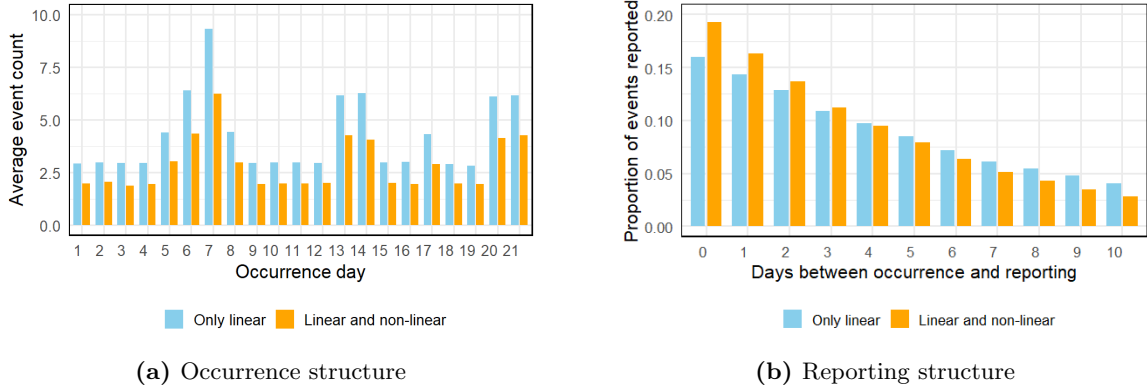 10.0
7.5
5.0
2.5
0.0
Average event count
1 2 3 4 5 6 7 8 9 10 11 12 13 14 15 16 17 18 19 20 21
Occurrence day
Only linear Linear and non-linear
(a) Occurrence structure
0.20
0.15
0.10
0.05
0.00
Proportion of events reported
0 1 2 3 4 5 6 7 8 9 10
Days between occurrence and reporting
Only linear Linear and non-linear
(b) Reporting structure